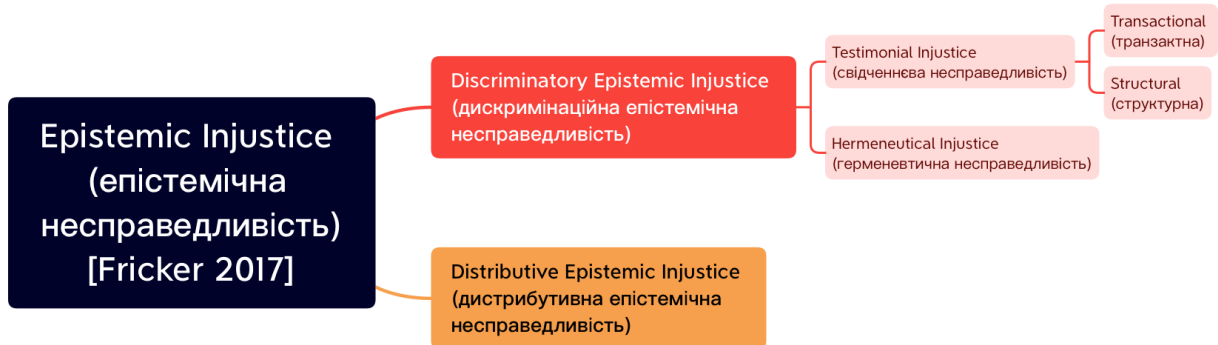 Epistemic Injustice
(епістемічна
несправедливість)
[Fricker 2017]
Discriminatory Epistemic Injustice
(дискримінаційна епістемічна
несправедливість)
Testimonial Injustice
(свідченнєва несправедливість)
Transactional
(транзактна)
Structural
(структурна)
Hermeneutical Injustice
(герменевтична несправедливість)
Distributive Epistemic Injustice
(дистрибутивна епістемічна
несправедливість)